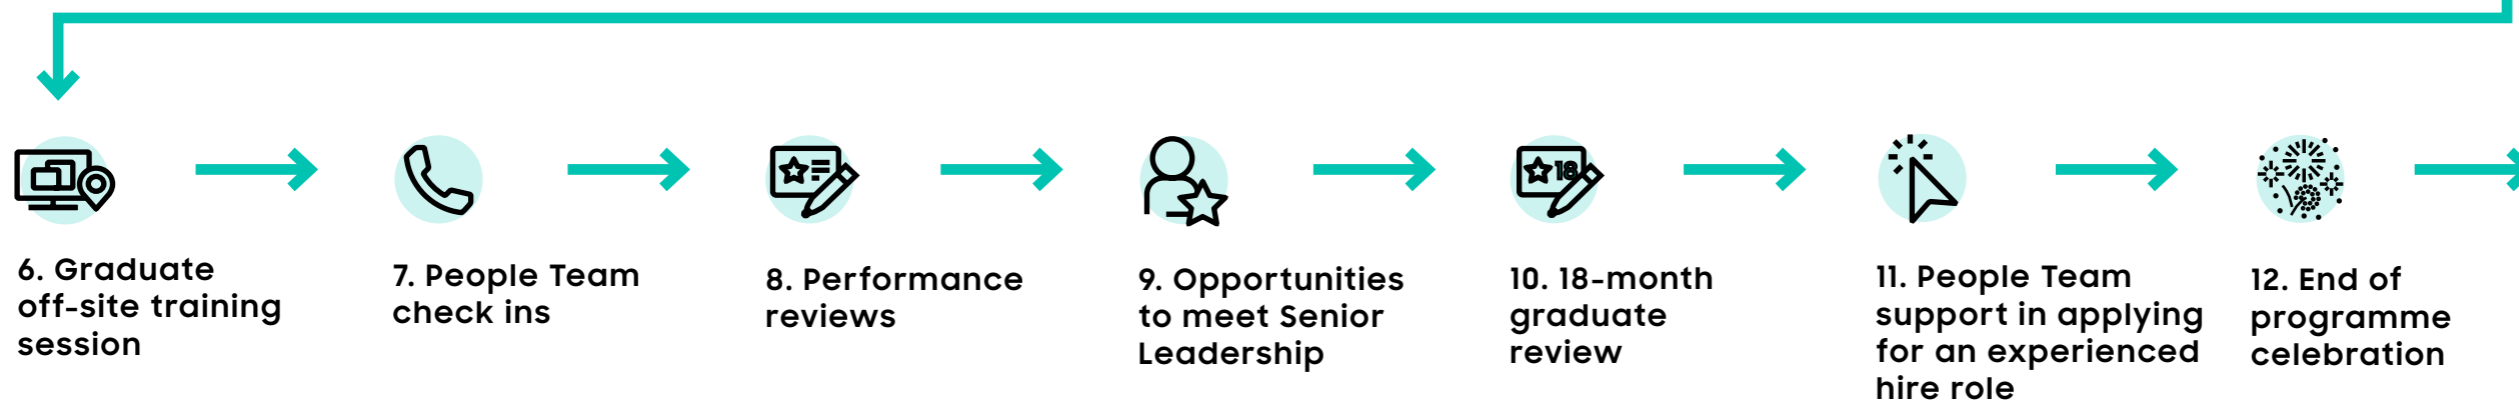 18
6. Graduate
off-site training
session
7. People Team
check ins
8. Performance
reviews
9. Opportunities
to meet Senior
Leadership
10. 18-month
graduate
review
11. People Team
support in applying
for an experienced
hire role
12. End of
programme
celebration